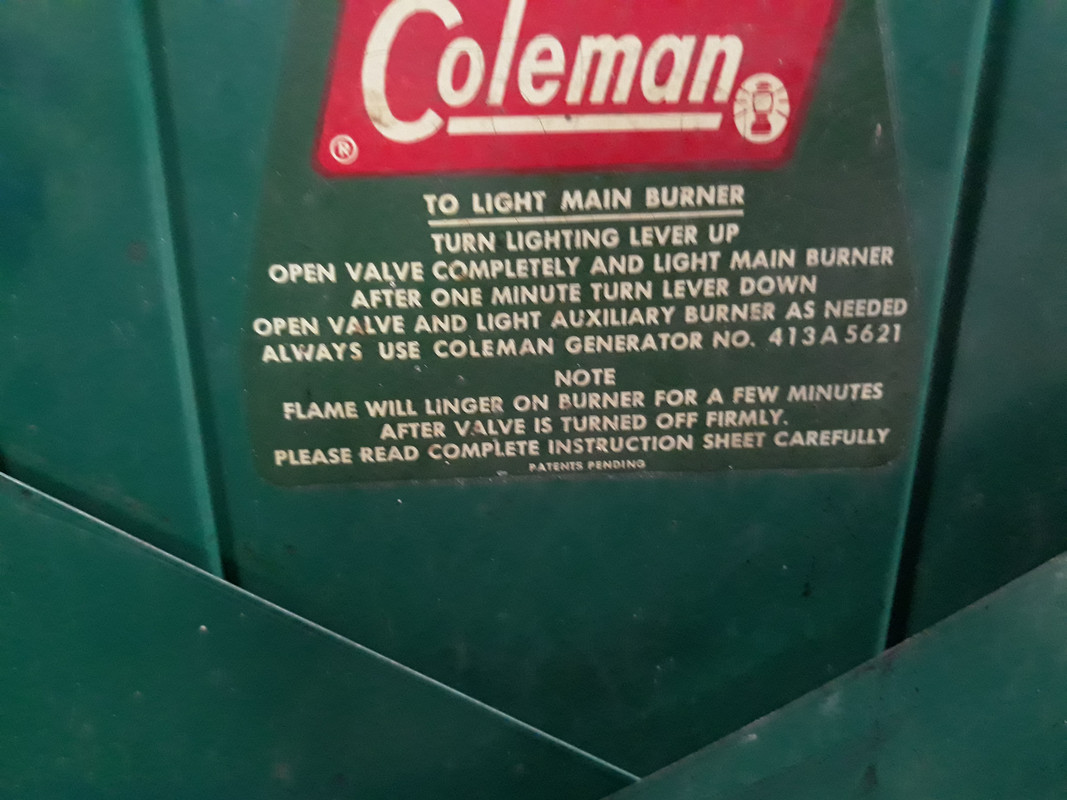 Coleman
®
TO LIGHT MAIN BURNER
TURN LIGHTING LEVER UP
OPEN VALVE COMPLETELY AND LIGHT MAIN BURNER
AFTER ONE MINUTE TURN LEVER DOWN
OPEN VALVE AND LIGHT AUXILIARY BURNER AS NEEDED
ALWAYS USE COLEMAN GENERATOR NO. 413A5621
NOTE
FLAME WILL LINGER ON BURNER FOR A FEW MINUTES
AFTER VALVE IS TURNED OFF FIRMLY.
PLEASE READ COMPLETE INSTRUCTION SHEET CAREFULLY
PATENTS PENDING